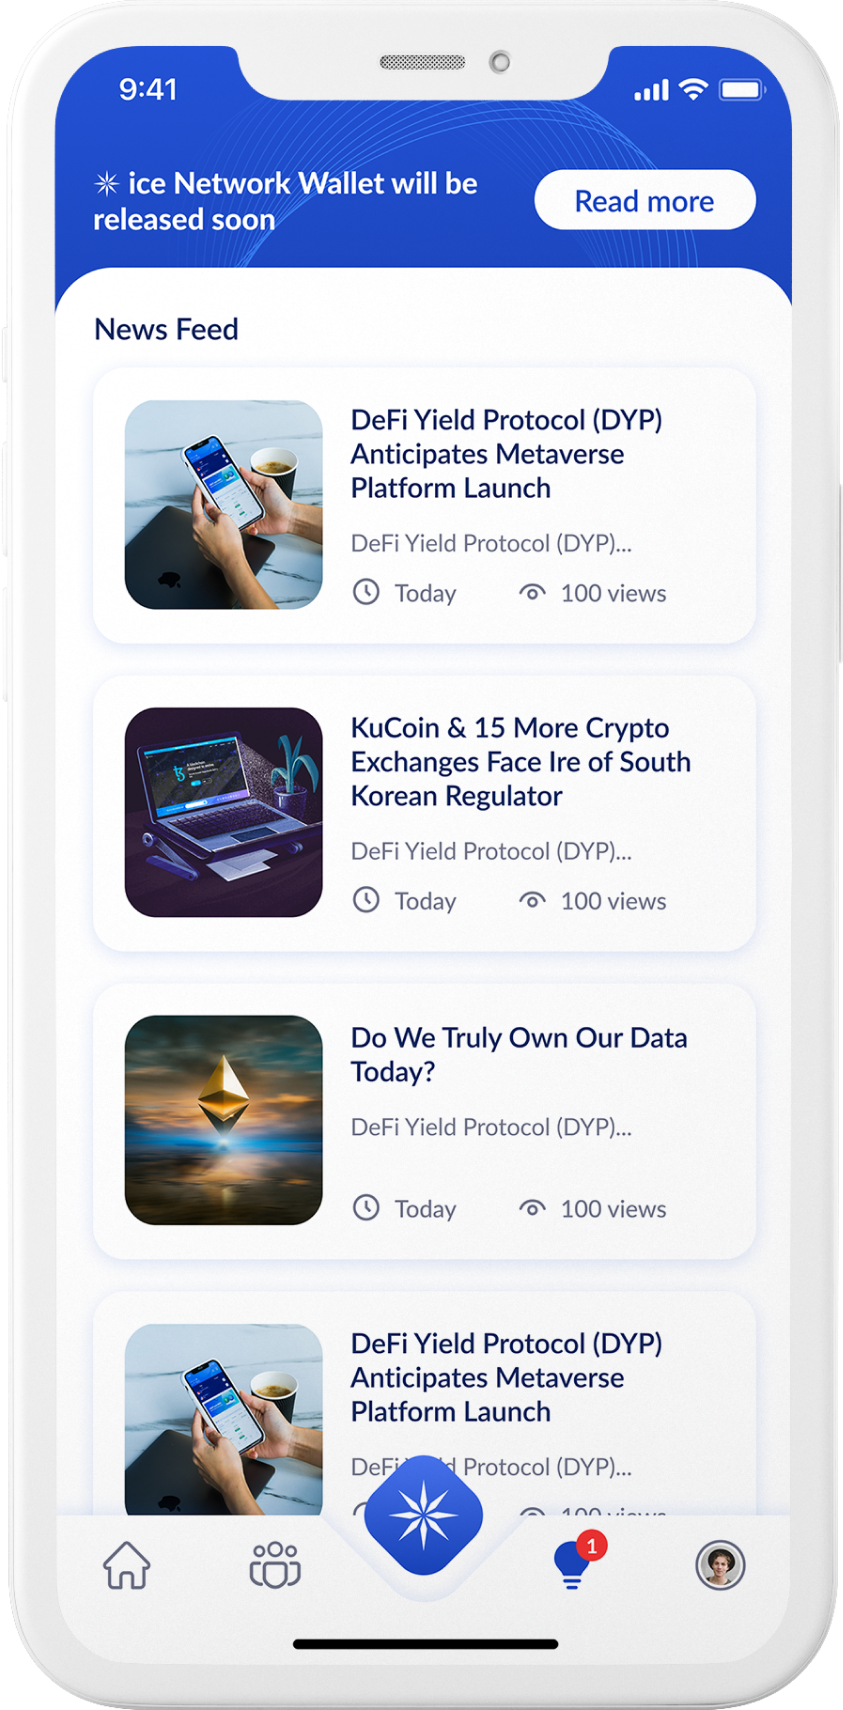 9:41
ice Network Wallet will be
released soon
Read more
News Feed
DeFi Yield Protocol (DYP)
Anticipates Metaverse
Platform Launch
DeFi Yield Protocol (DYP)...
Today
100 views
KuCoin & 15 More Crypto
Exchanges Face Ire of South
Korean Regulator
DeFi Yield Protocol (DYP)...
Today
100 views
Do We Truly Own Our Data
Today?
DeFi Yield Protocol (DYP)...
Today
100 views
DeFi Yield Protocol (DYP)
Anticipates Metaverse
Platform Launch
Protocol (DYP)...
100 views
1